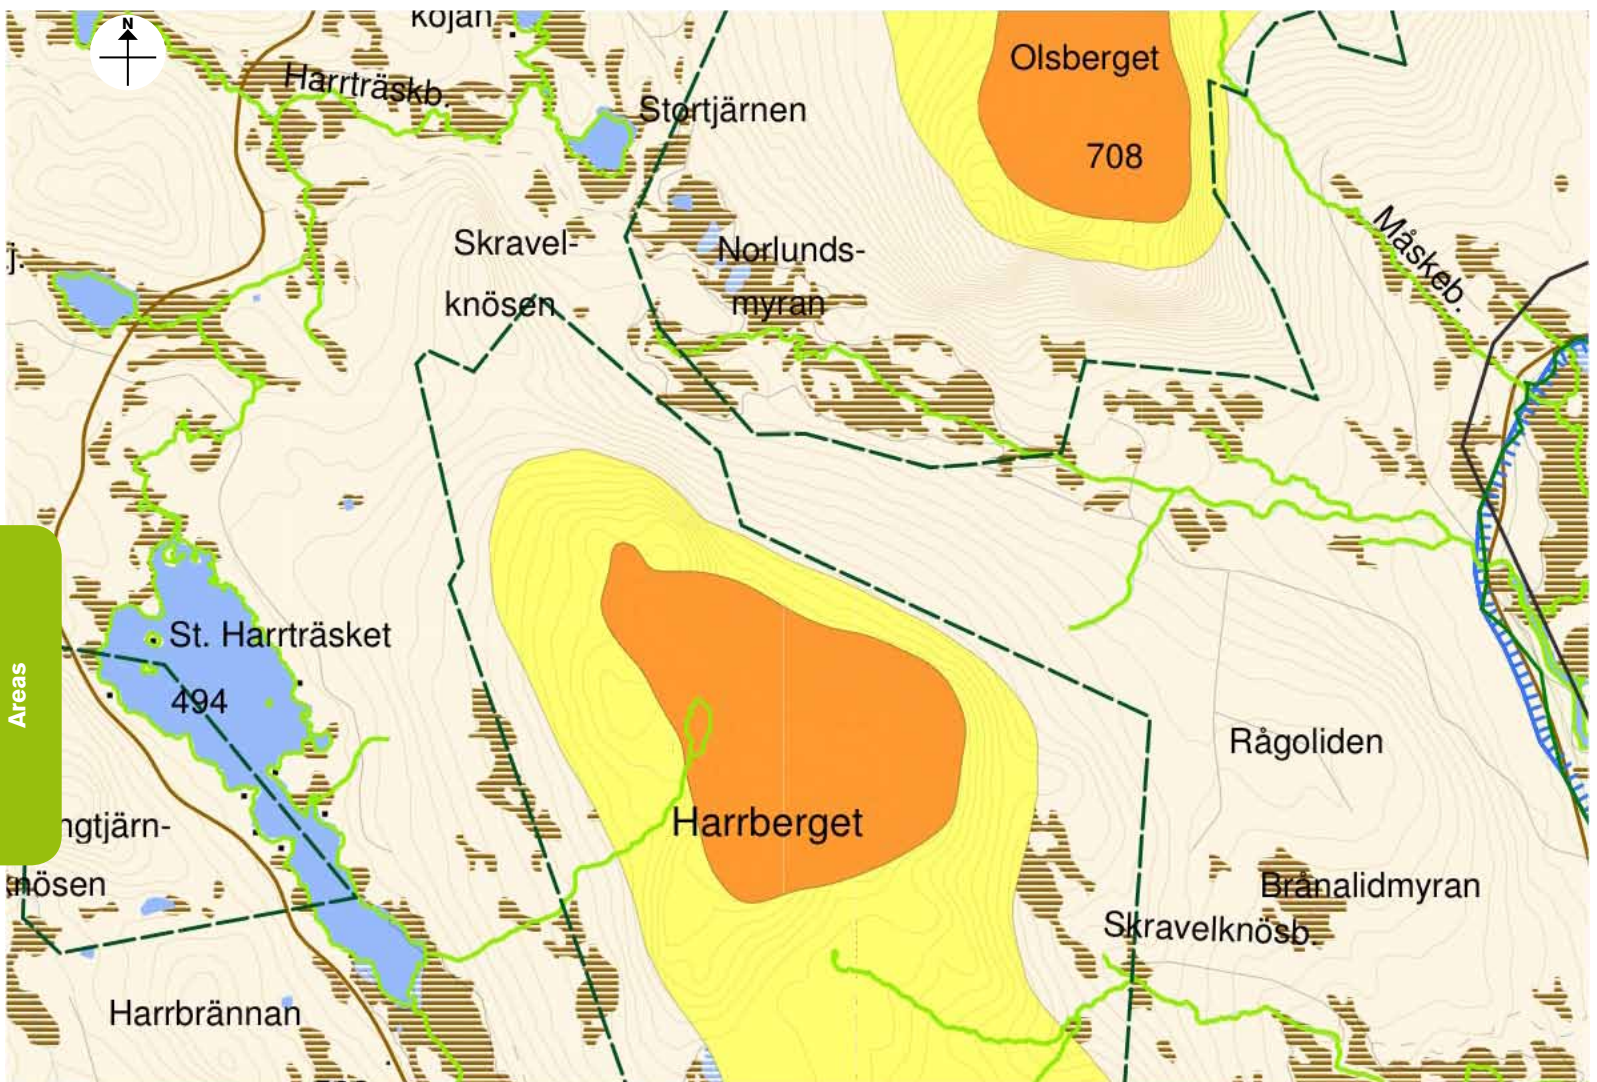 N
kojan
Olsberget
Harrträskb.
Stortjärnen
708
Måskeb.
Skravel-
knösen
Norlunds-
myran
j.
St. Harrträsket
494
Areas
Rågoliden
Harrberget
ngtjärn-
knösen
Brånalidmyran
Skravelknösb.
Harrbrännan